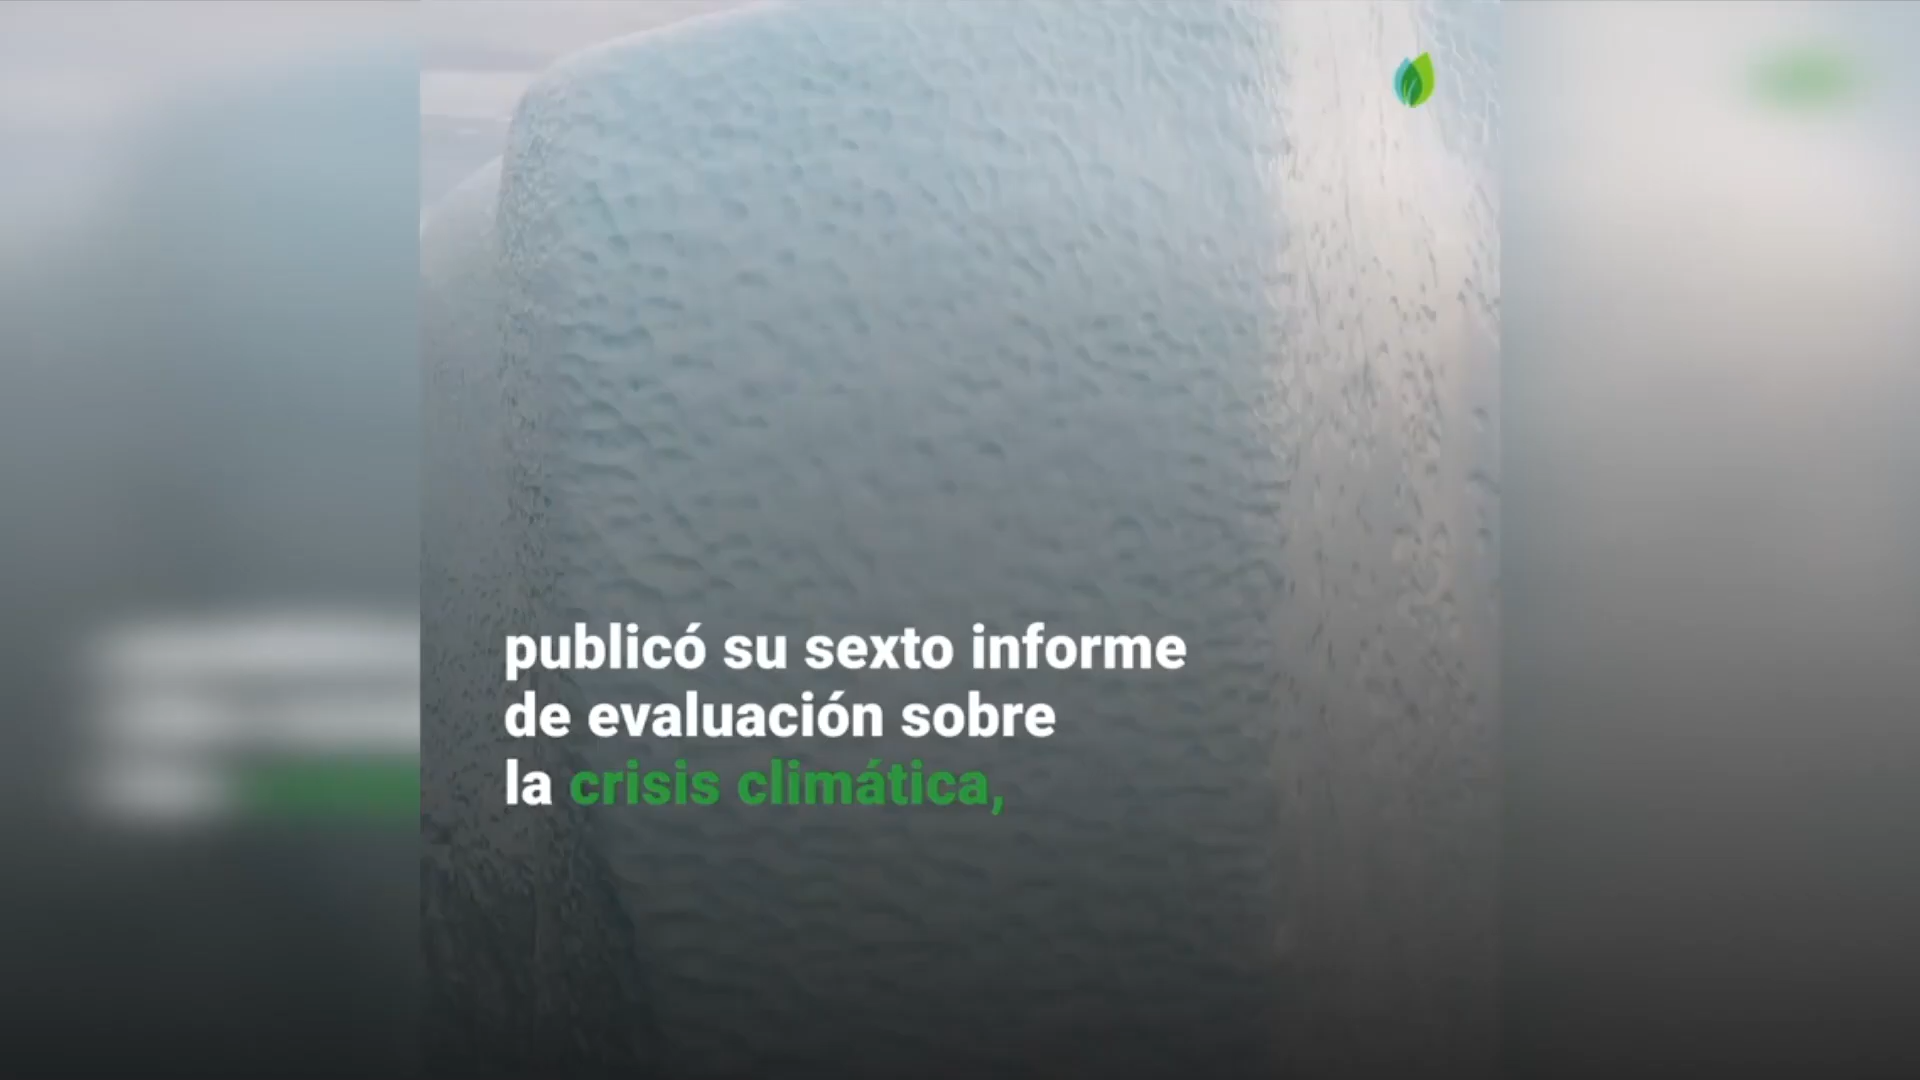 publicó su sexto informe
de evaluación sobre
la crisis climática,